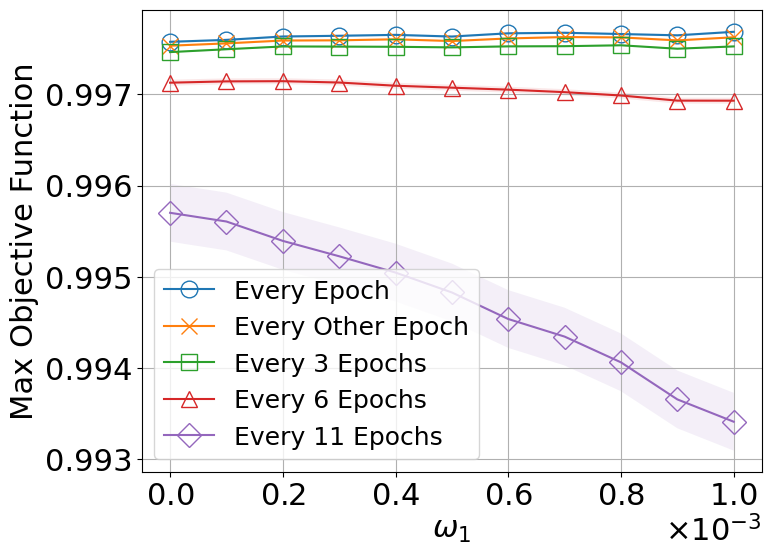 Max Objective Function
0.997
0.996
0.995
0.994
0.993
Every Epoch
Every Other Epoch
Every 3 Epochs
Every 6 Epochs
Every 11 Epochs
0.0 0.2 0.4 0.6 0.8 1.0
ω₁
×10⁻³